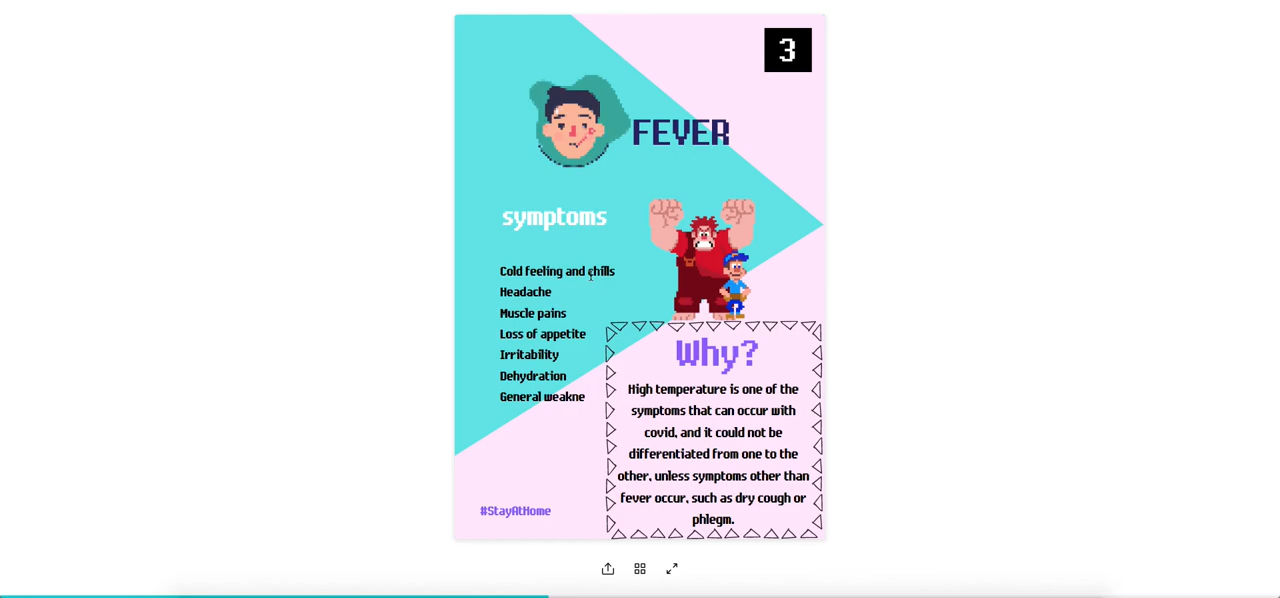 3
FEVER
symptoms
Cold feeling and chills
Headache
Muscle pains
Loss of appetite
Irritability
Dehydration
General weakne
Why?
High temperature is one of the
symptoms that can occur with
covid, and it could not be
differentiated from one to the
other, unless symptoms other than
fever occur, such as dry cough or
phlegm.
#StayAtHome